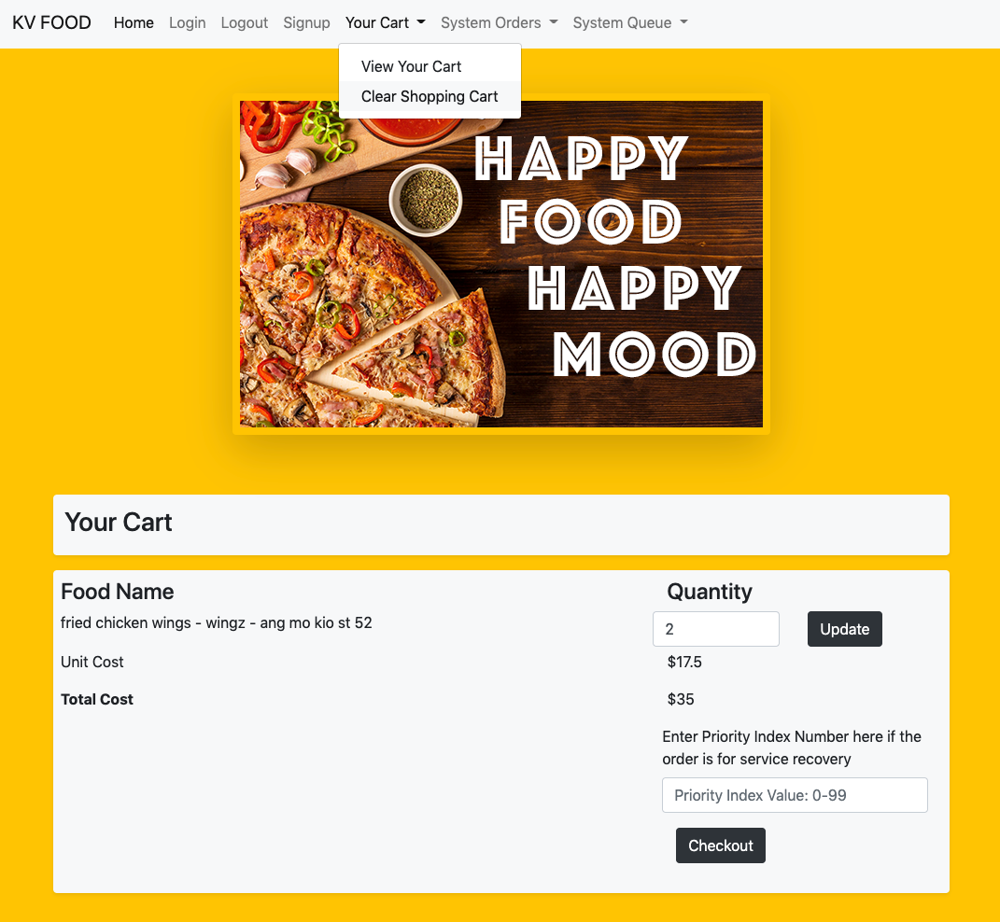 KV FOOD Home Login Logout Signup Your Cart System Orders System Queue
View Your Cart
Clear Shopping Cart
HAPPY
FOOD
HAPPY
MOOD
Your Cart
Food Name Quantity
fried chicken wings - wingz - ang mo kio st 52 2 Update
Unit Cost $17.5
Total Cost $35
Enter Priority Index Number here if the
order is for service recovery
Priority Index Value: 0-99
Checkout